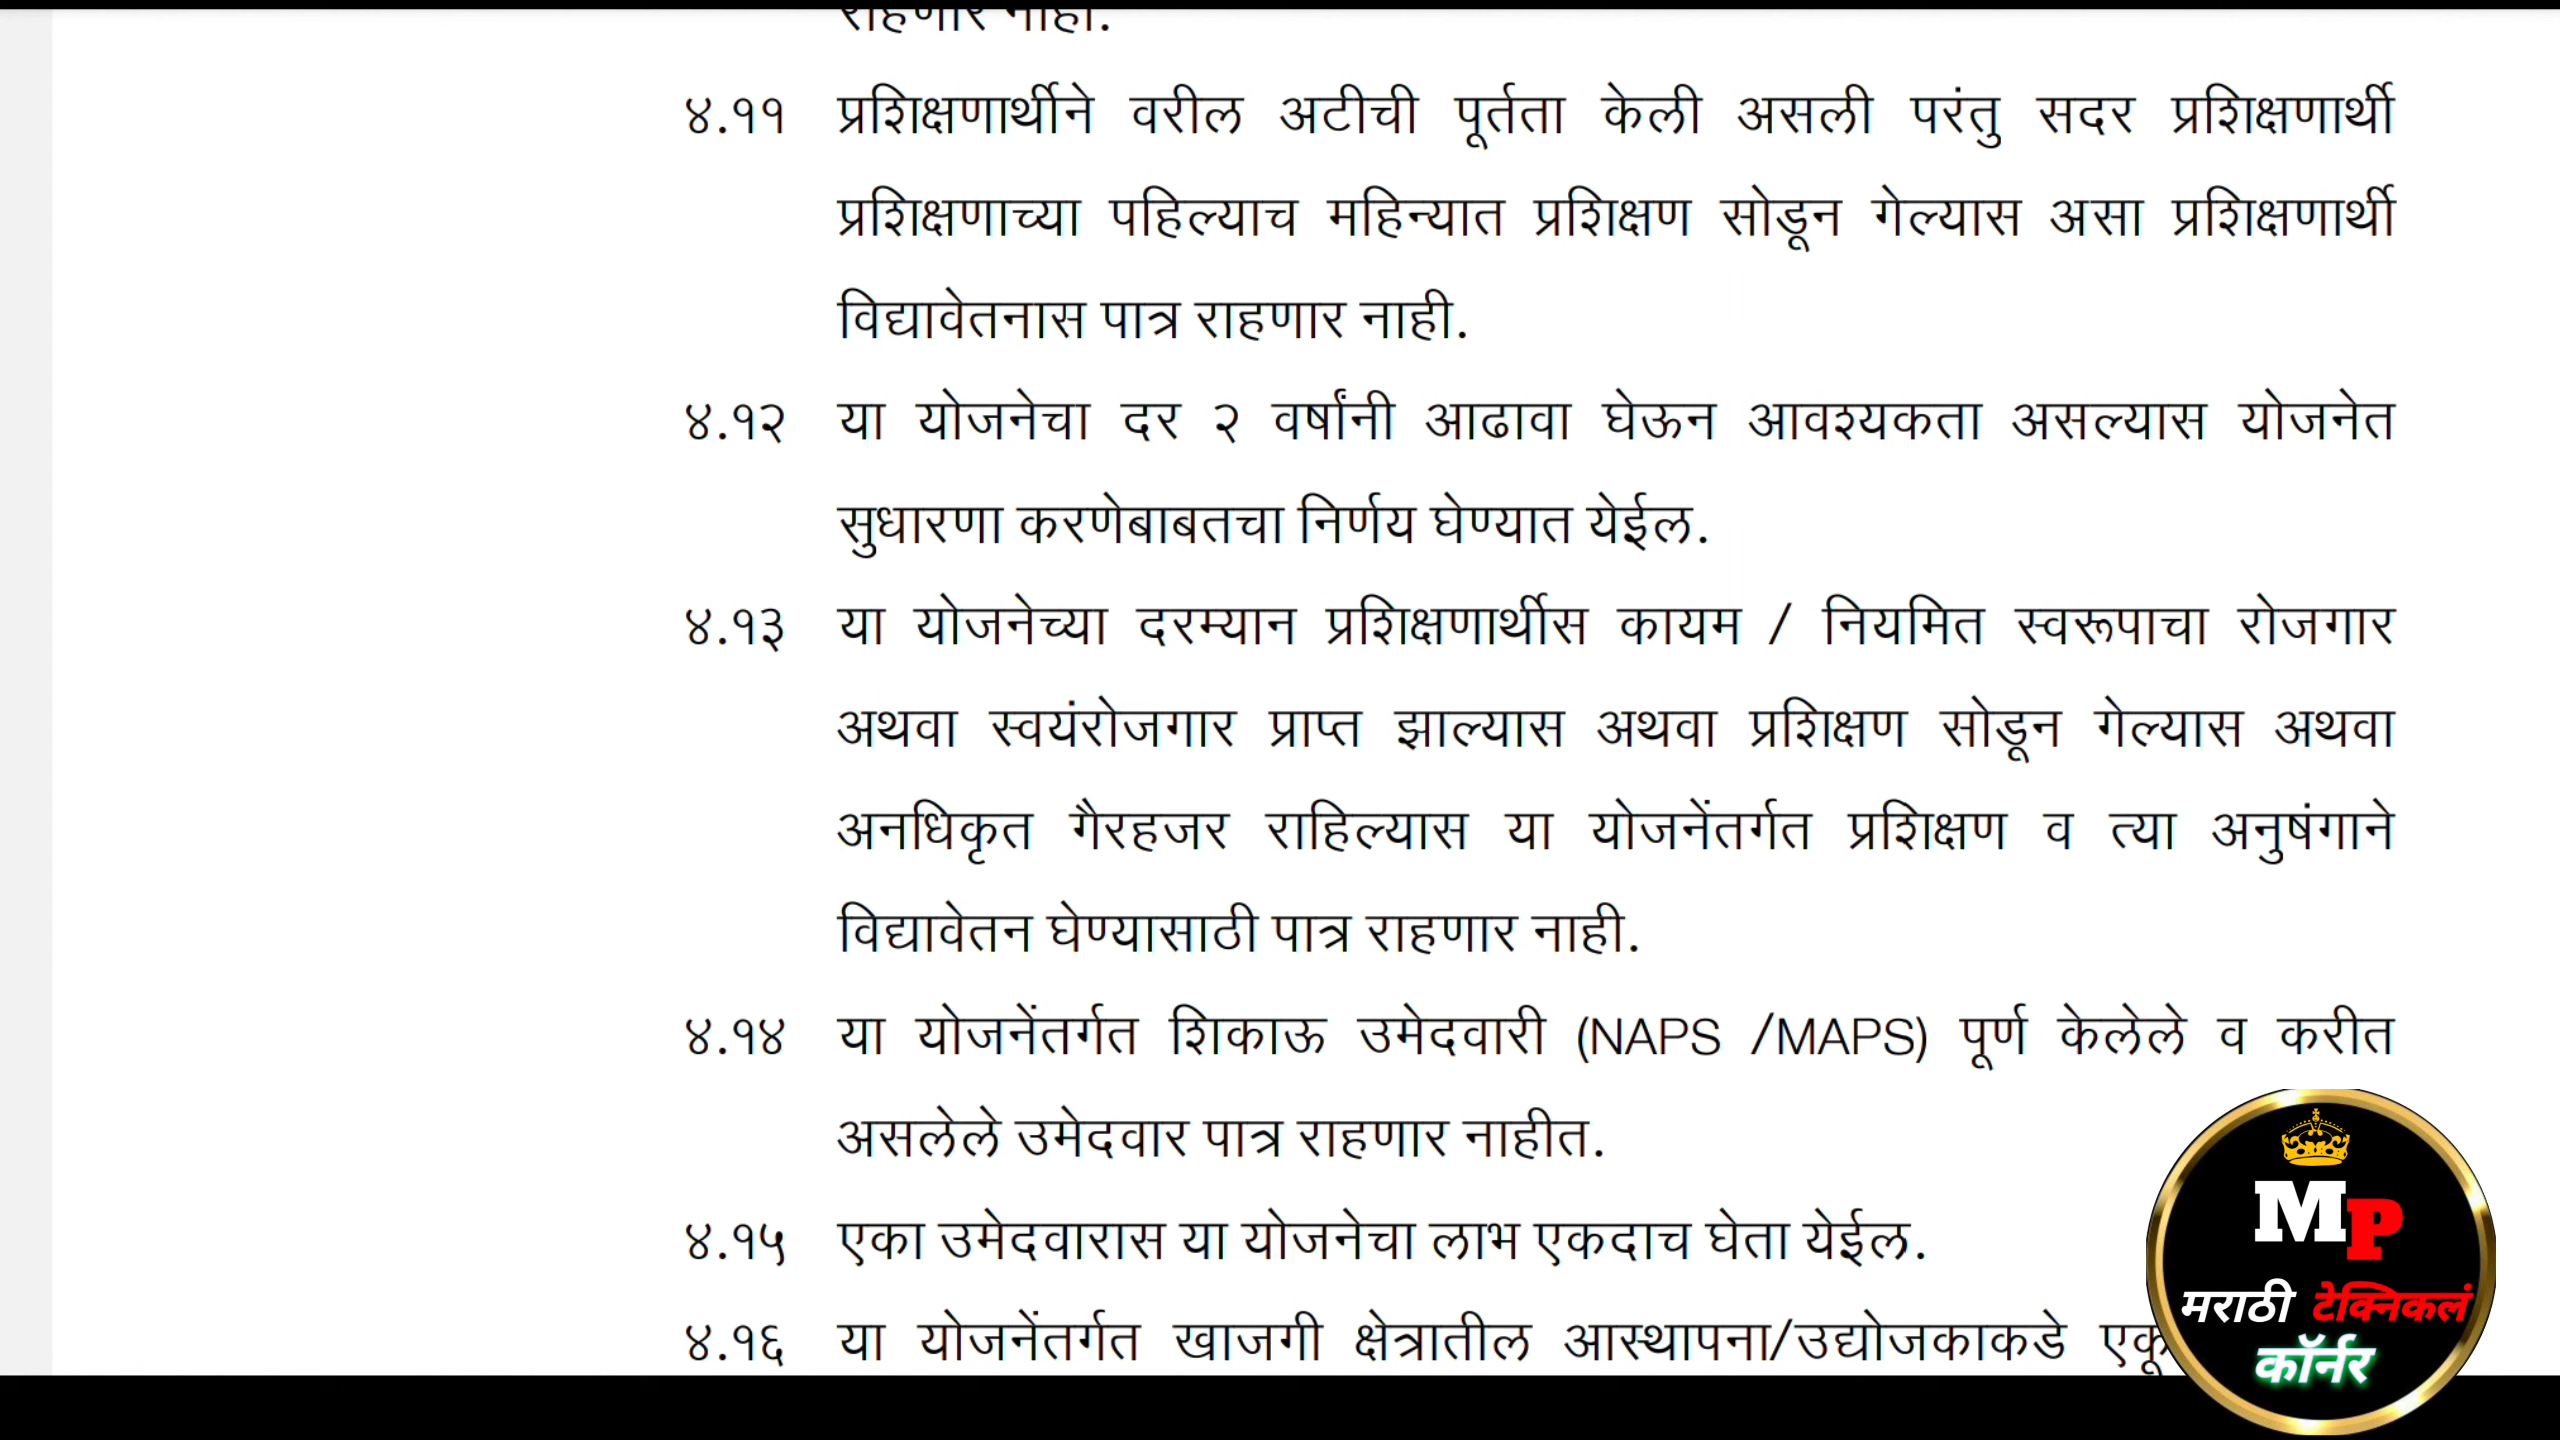 राहणार नाही.
४.११ प्रशिक्षणार्थीने वरील अटीची पूर्तता केली असली परंतु सदर प्रशिक्षणार्थी
प्रशिक्षणाच्या पहिल्याच महिन्यात प्रशिक्षण सोडून गेल्यास असा प्रशिक्षणार्थी
विद्यावेतनास पात्र राहणार नाही.
४.१२ या योजनेचा दर २ वर्षांनी आढावा घेऊन आवश्यकता असल्यास योजनेत
सुधारणा करणेबाबतचा निर्णय घेण्यात येईल.
४.१३ या योजनेच्या दरम्यान प्रशिक्षणार्थीस कायम / नियमित स्वरूपाचा रोजगार
अथवा स्वयंरोजगार प्राप्त झाल्यास अथवा प्रशिक्षण सोडून गेल्यास अथवा
अनधिकृत गैरहजर राहिल्यास या योजनेंतर्गत प्रशिक्षण व त्या अनुषंगाने
विद्यावेतन घेण्यासाठी पात्र राहणार नाही.
४.१४ या योजनेंतर्गत शिकाऊ उमेदवारी (NAPS /MAPS) पूर्ण केलेले व करीत
असलेले उमेदवार पात्र राहणार नाहीत.
४.१५ एका उमेदवारास या योजनेचा लाभ एकदाच घेता येईल.
४.१६ या योजनेंतर्गत खाजगी क्षेत्रातील आस्थापना/उद्योजकाकडे
MP
मराठी टेक्निकलं
कॉर्नर